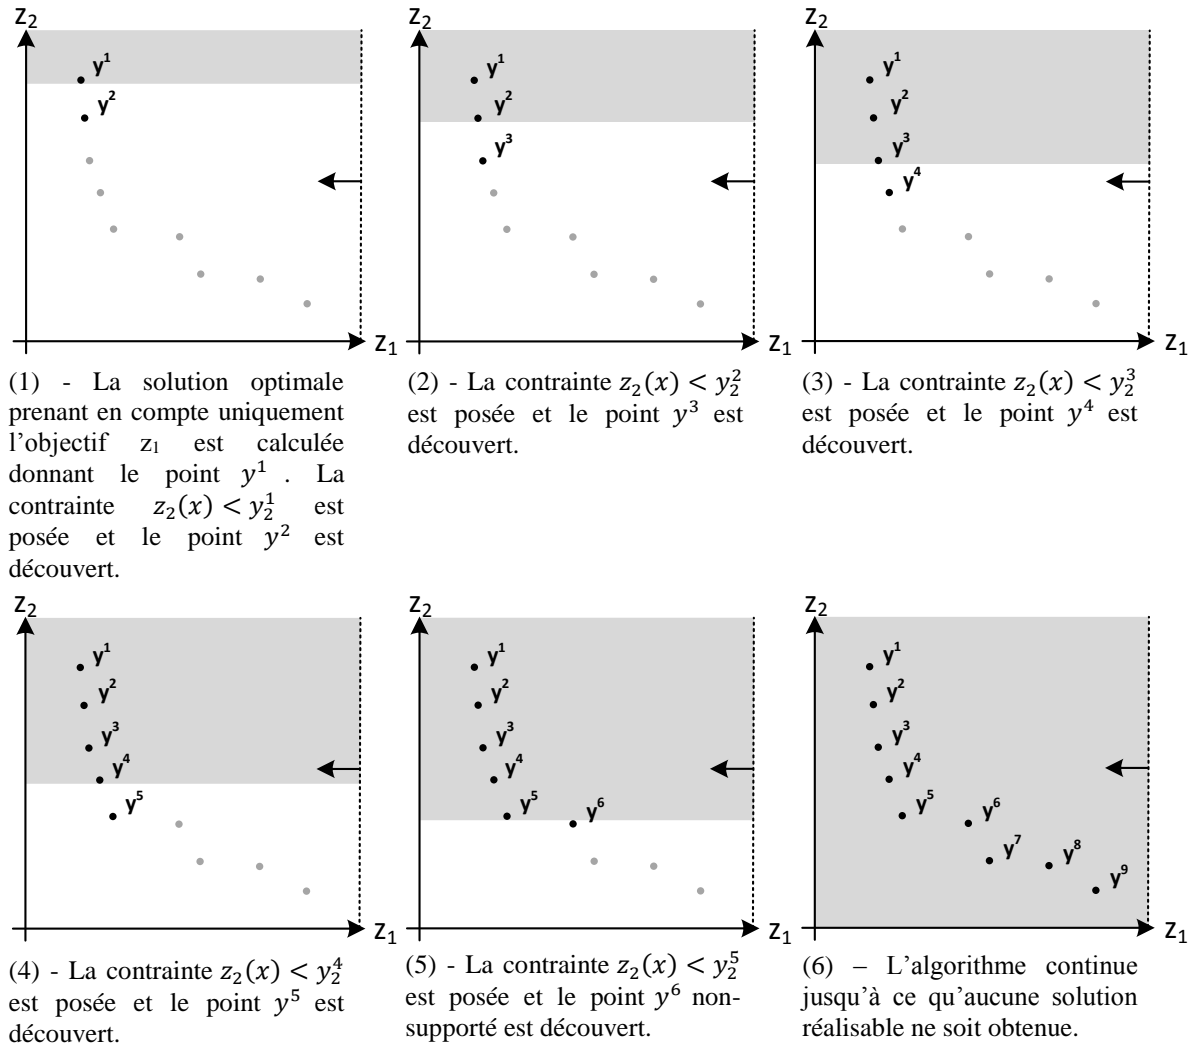 z₂
y¹
y²
z₁
(1) - La solution optimale
prenant en compte uniquement
l'objectif z₁ est calculée
donnant le point y¹ . La
contrainte z₂(x) < y₂¹ est
posée et le point y² est
découvert.
z₂
y¹
y²
y³
z₁
(2) - La contrainte z₂(x) < y₂²
est posée et le point y³ est
découvert.
z₂
y¹
y²
y³
y⁴
z₁
(3) - La contrainte z₂(x) < y₂³
est posée et le point y⁴ est
découvert.
z₂
y¹
y²
y³
y⁴
y⁵
z₁
(4) - La contrainte z₂(x) < y₂⁴
est posée et le point y⁵ est
découvert.
z₂
y¹
y²
y³
y⁴
y⁵ y⁶
z₁
(5) - La contrainte z₂(x) < y₂⁵
est posée et le point y⁶ non-
supporté est découvert.
z₂
y¹
y²
y³
y⁴
y⁵ y⁶
y⁷ y⁸
y⁹
z₁
(6) – L'algorithme continue
jusqu'à ce qu'aucune solution
réalisable ne soit obtenue.